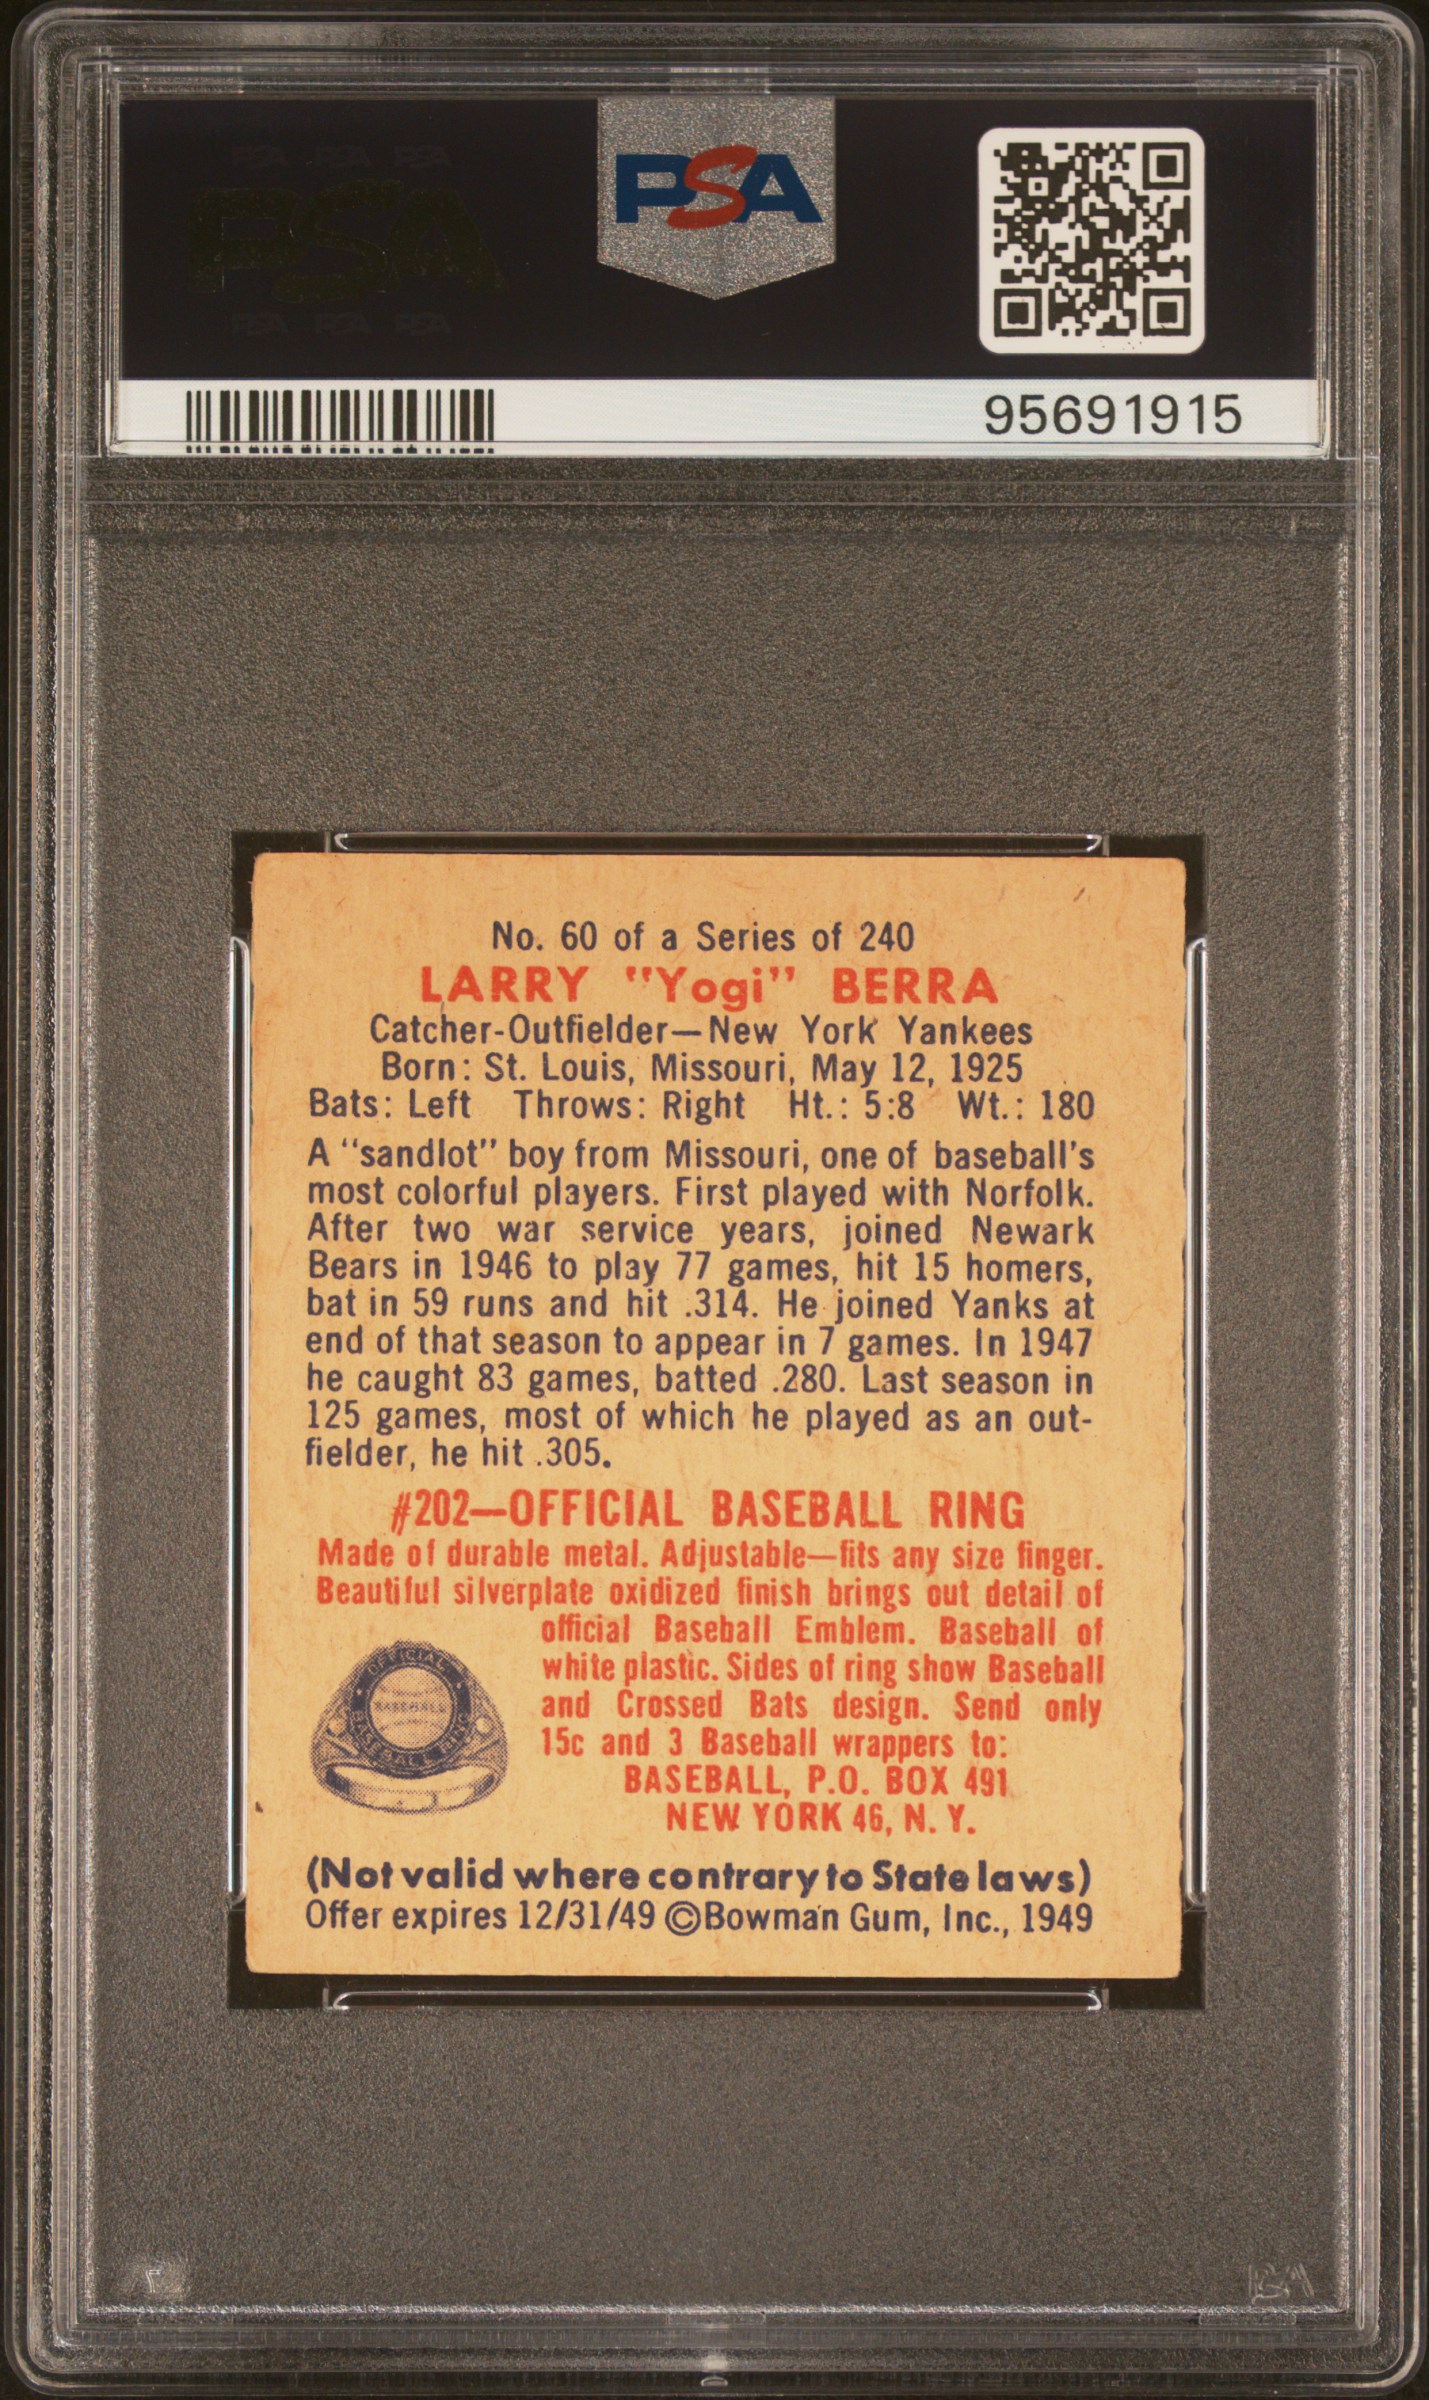 PSA
95691915
No. 60 of a Series of 240
LARRY "Yogi" BERRA
Catcher-Outfielder—New York Yankees
Born: St. Louis, Missouri, May 12, 1925
Bats: Left Throws: Right Ht.: 5:8 Wt.: 180
A "sandlot" boy from Missouri, one of baseball's
most colorful players. First played with Norfolk.
After two war service years, joined Newark
Bears in 1946 to play 77 games, hit 15 homers,
bat in 59 runs and hit .314. He joined Yanks at
end of that season to appear in 7 games. In 1947
he caught 83 games, batted .280. Last season in
125 games, most of which he played as an out-
fielder, he hit .305.
#202—OFFICIAL BASEBALL RING
Made of durable metal. Adjustable—fits any size finger.
Beautiful silverplate oxidized finish brings out detail of
official Baseball Emblem. Baseball of
white plastic. Sides of ring show Baseball
and Crossed Bats design. Send only
15c and 3 Baseball wrappers to:
BASEBALL, P.O. BOX 491
NEW YORK 46, N. Y.
OFFICIAL
BASEBALL
BASEBALL RING
(Not valid where contrary to State laws)
Offer expires 12/31/49 ©Bowman Gum, Inc., 1949
PSA